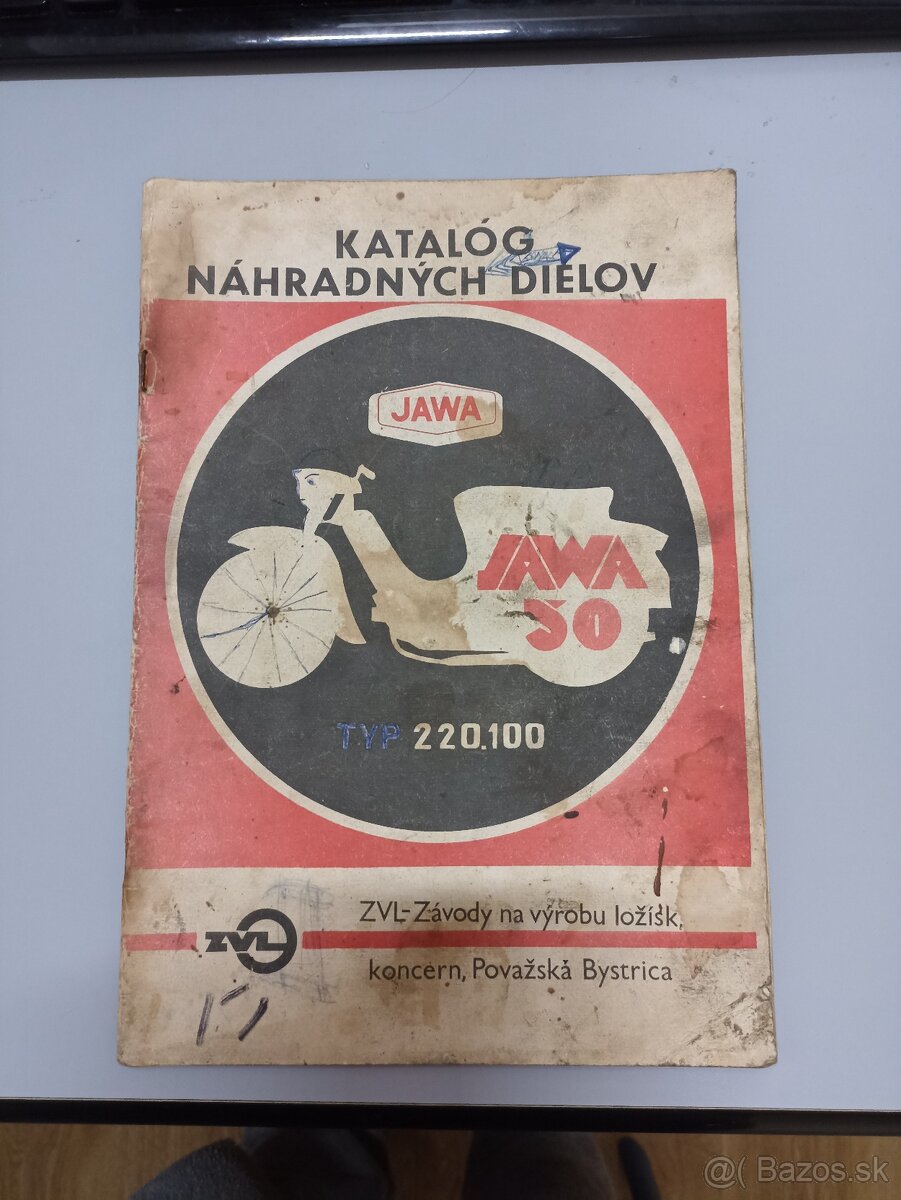 KATALÓG
NÁHRADNÝCH DIELOV
JAWA
JAWA
50
TYP 220.100
ZVL-Závody na výrobu ložísk,
ZVL
koncern, Považská Bystrica
@ Bazos.sk